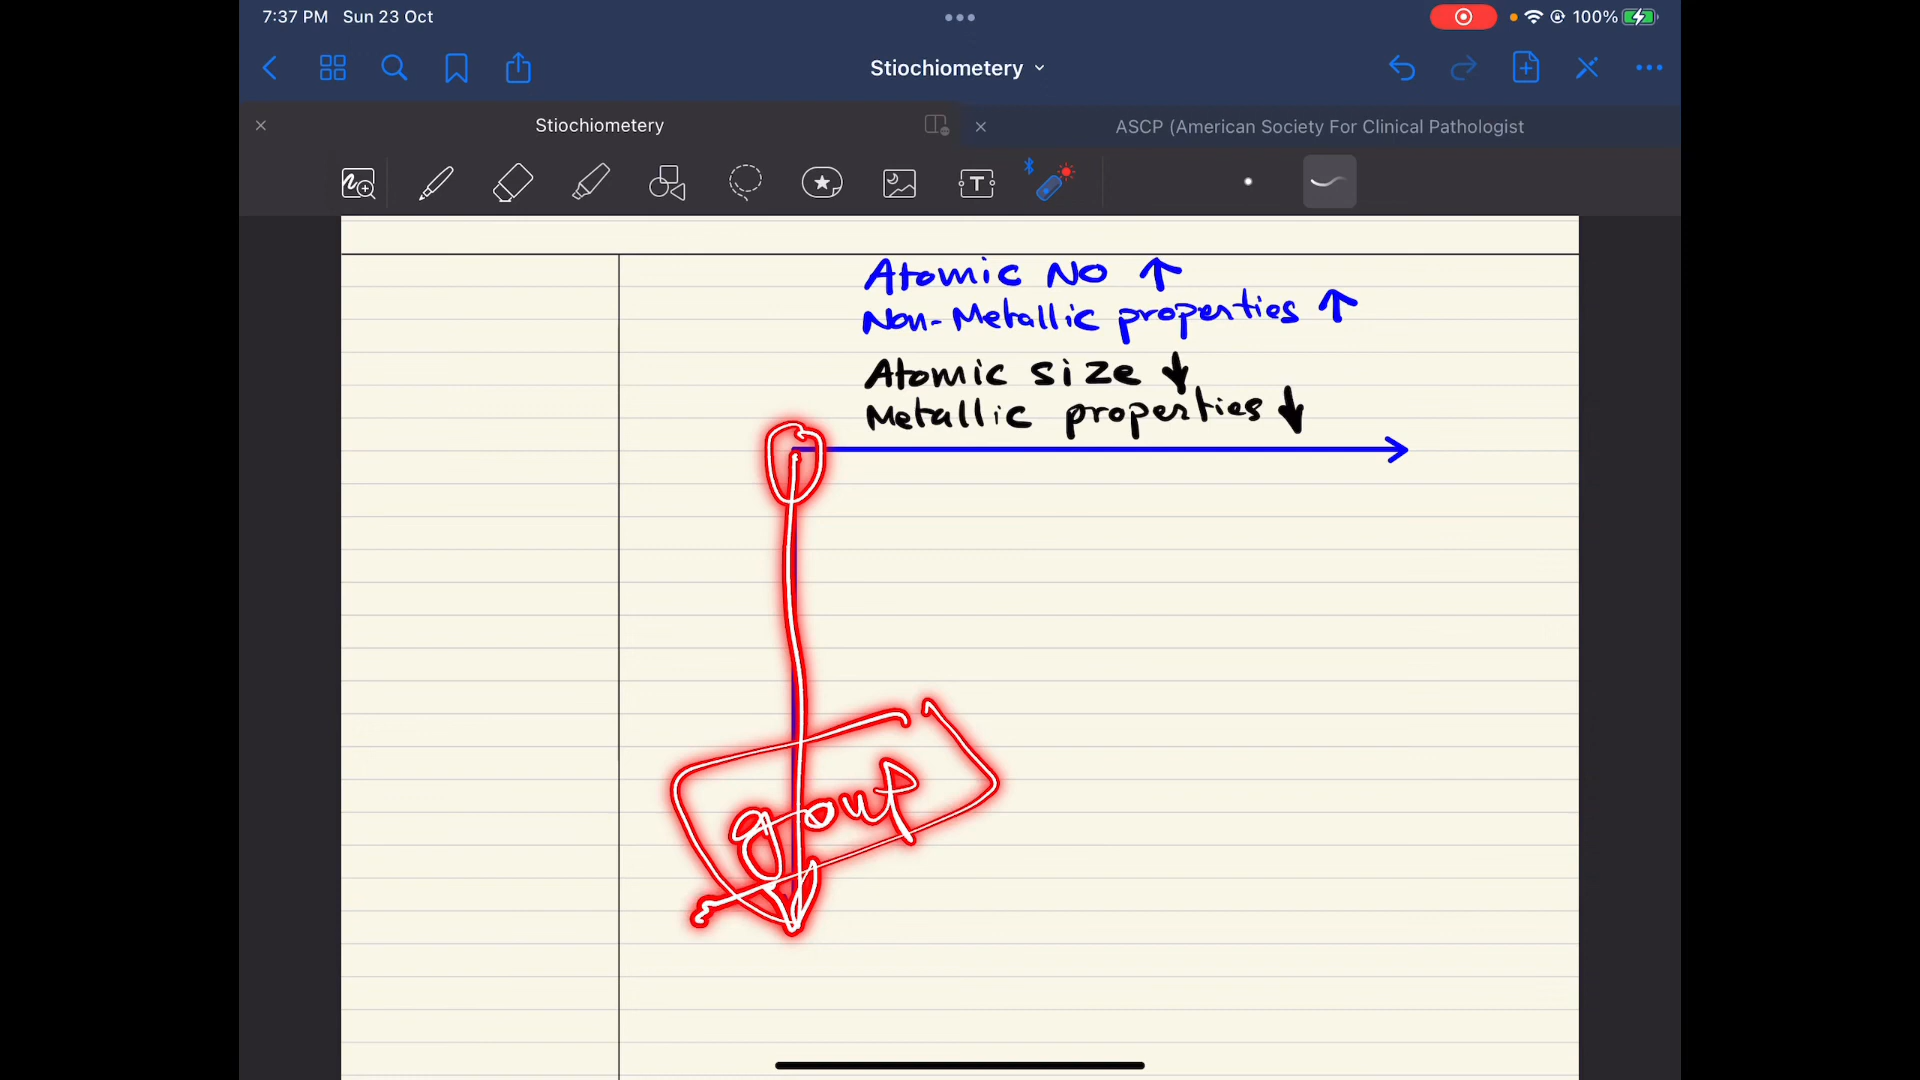 7:37 PM Sun 23 Oct
100%
Stiochiometery
Stiochiometery
ASCP (American Society For Clinical Pathologist
T
Atomic NO ↑
Non-Metallic properties ↑
Atomic size ↓
Metallic properties ↓